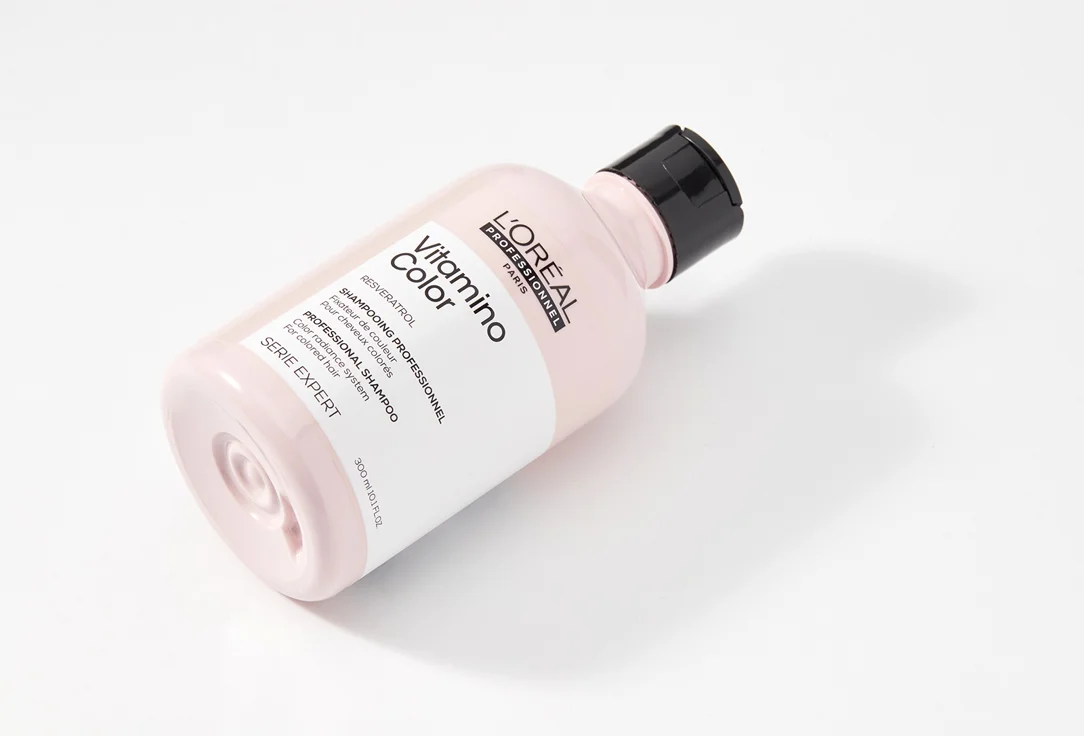 L'ORÉAL
PROFESSIONNEL
PARIS
Vitamino
Color
RESVERATROL
SHAMPOOING PROFESSIONNEL
Fixateur de couleur
Pour cheveux colorés
PROFESSIONAL SHAMPOO
Color radiance system
For colored hair
SERIE EXPERT
300 ml 10.1 FL.OZ.